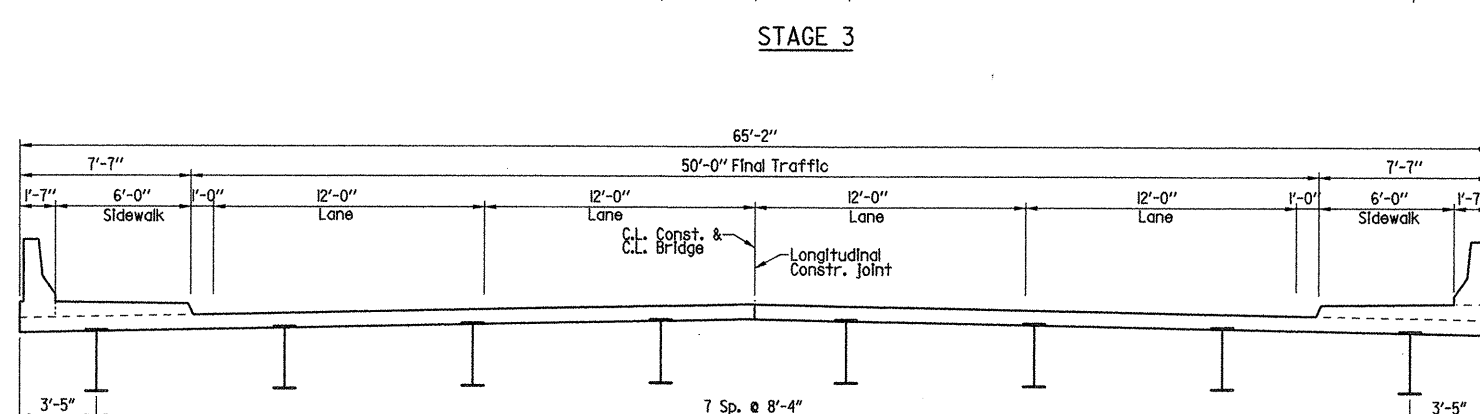 STAGE 3
65'-2"
7'-7" 50'-0" Final Traffic 7'-7"
1'-7" 6'-0" 1'-0" 12'-0" 12'-0" 12'-0" 12'-0" 1'-0" 6'-0" 1'-7
Sidewalk Lane Lane Lane Lane Sidewalk
C.L. Const. &
C.L. Bridge
Longitudinal
Constr. joint
3'-5" 7 Sp. @ 8'-4" 3'-5"